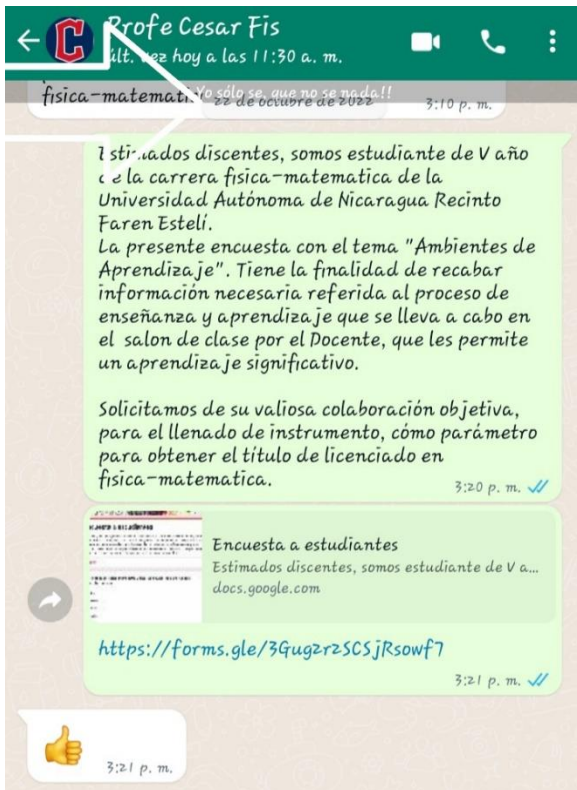 Profe Cesar Fis
últ. vez hoy a las 11:30 a. m.
fisica-matemati
Yo sólo se, que no se nada!!
22 de octubre de 2022
3:10 p. m.
Estimados discentes, somos estudiante de V año
de la carrera fisica-matematica de la
Universidad Autónoma de Nicaragua Recinto
Faren Estelí.
La presente encuesta con el tema "Ambientes de
Aprendizaje". Tiene la finalidad de recabar
información necesaria referida al proceso de
enseñanza y aprendizaje que se lleva a cabo en
el salon de clase por el Docente, que les permite
un aprendizaje significativo.
Solicitamos de su valiosa colaboración objetiva,
para el llenado de instrumento, cómo parámetro
para obtener el título de licenciado en
fisica-matematica.
3:20 p. m.
Encuesta a estudiantes
Estimados discentes, somos estudiante de V a...
docs.google.com
https://forms.gle/3Gugzr2SCSjRsowf7
3:21 p. m.
3:21 p. m.